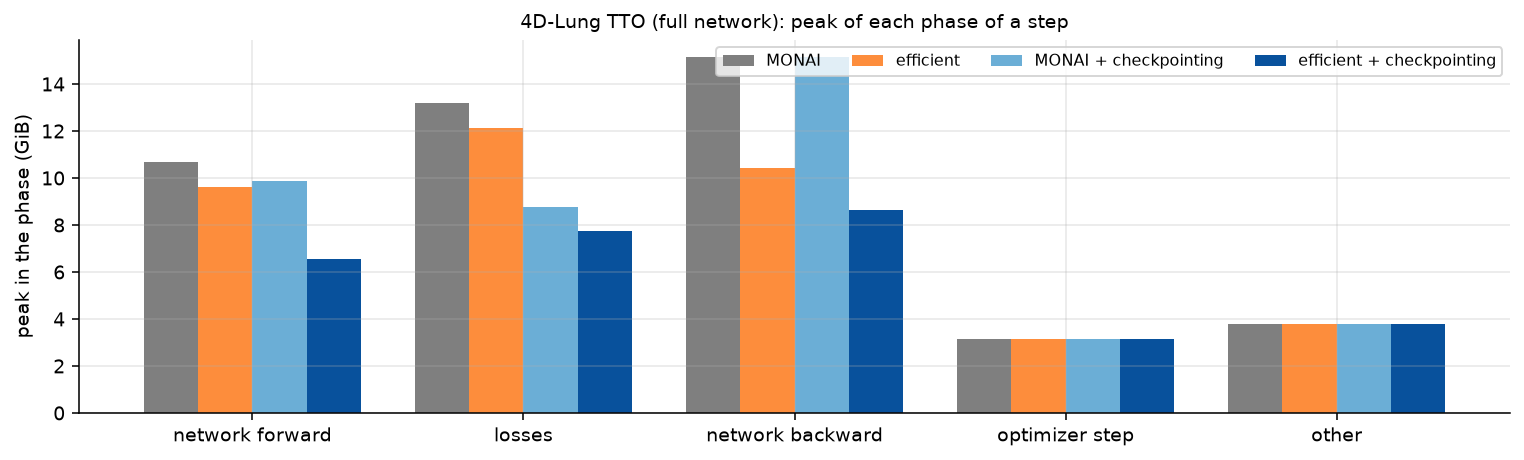 4D-Lung TTO (full network): peak of each phase of a step
MONAI efficient MONAI + checkpointing efficient + checkpointing
peak in the phase (GiB)
14
12
10
8
6
4
2
0
network forward losses network backward optimizer step other